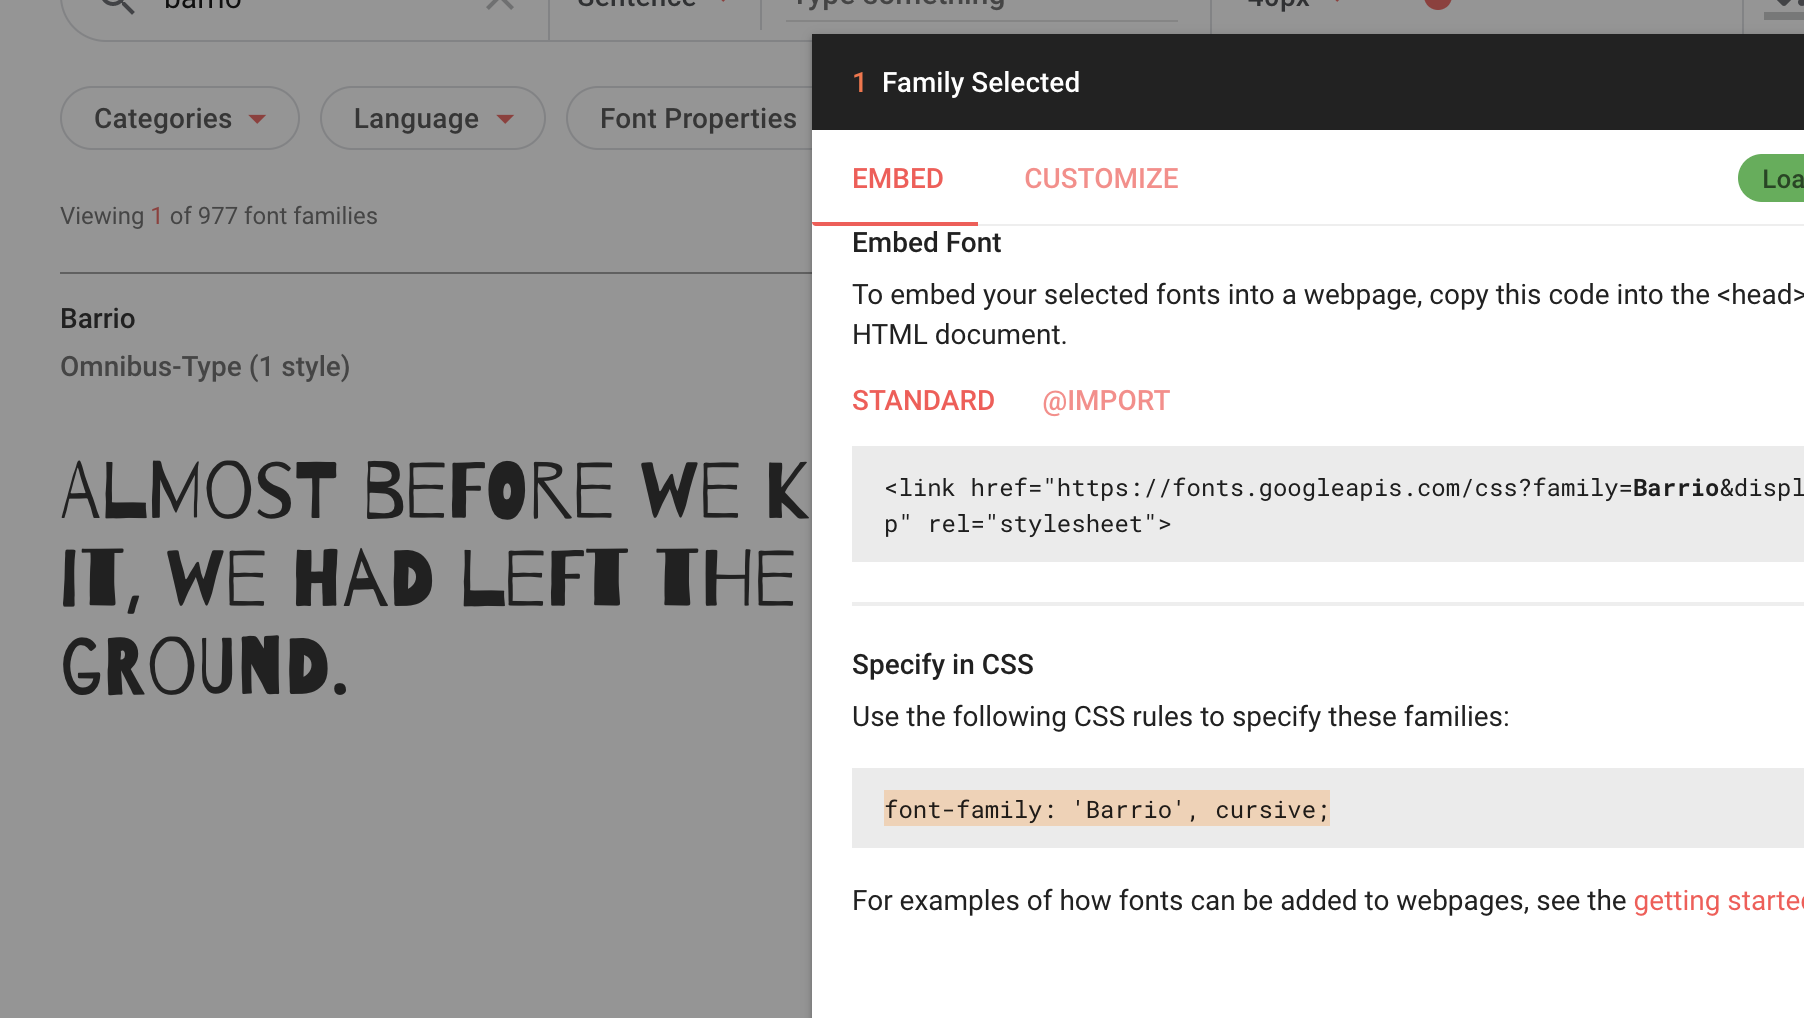 barrio
Sentence
Type something
40px
1 Family Selected
Categories
Language
Font Properties
EMBED
CUSTOMIZE
Loa
Viewing 1 of 977 font families
Embed Font
To embed your selected fonts into a webpage, copy this code into the <head>
HTML document.
Barrio
Omnibus-Type (1 style)
STANDARD
@IMPORT
ALMOST BEFORE WE K
IT, WE HAD LEFT THE
GROUND.
<link href="https://fonts.googleapis.com/css?family=Barrio&displ
p" rel="stylesheet">
Specify in CSS
Use the following CSS rules to specify these families:
font-family: 'Barrio', cursive;
For examples of how fonts can be added to webpages, see the getting started